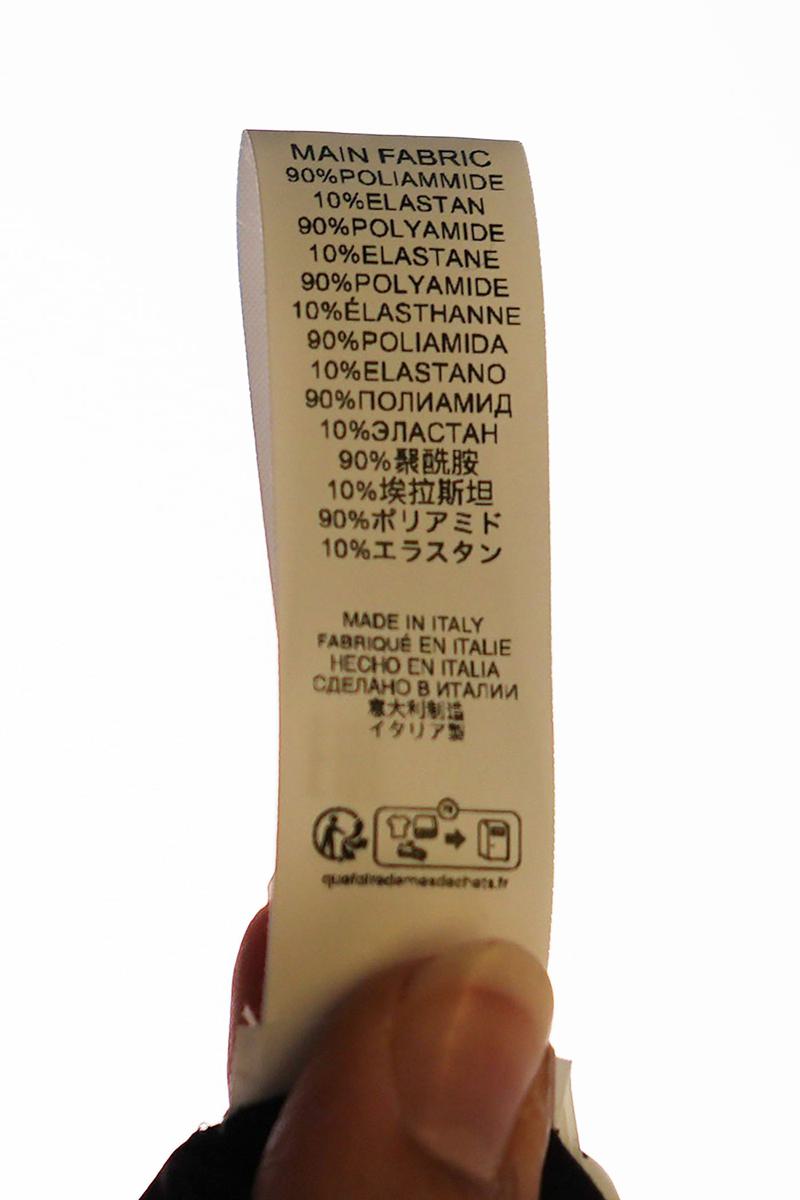 MAIN FABRIC
90%POLIAMMIDE
10%ELASTAN
90%POLYAMIDE
10%ELASTANE
90%POLYAMIDE
10%ÉLASTHANNE
90%POLIAMIDA
10%ELASTANO
90%ПОЛИАМИД
10%ЭЛАСТАН
90%聚酰胺
10%埃拉斯坦
90%ポリアミド
10%エラスタン
MADE IN ITALY
FABRIQUÉ EN ITALIE
HECHO EN ITALIA
СДЕЛАНО В ИТАЛИИ
意大利制造
イタリア製
quefairedemesdechets.fr